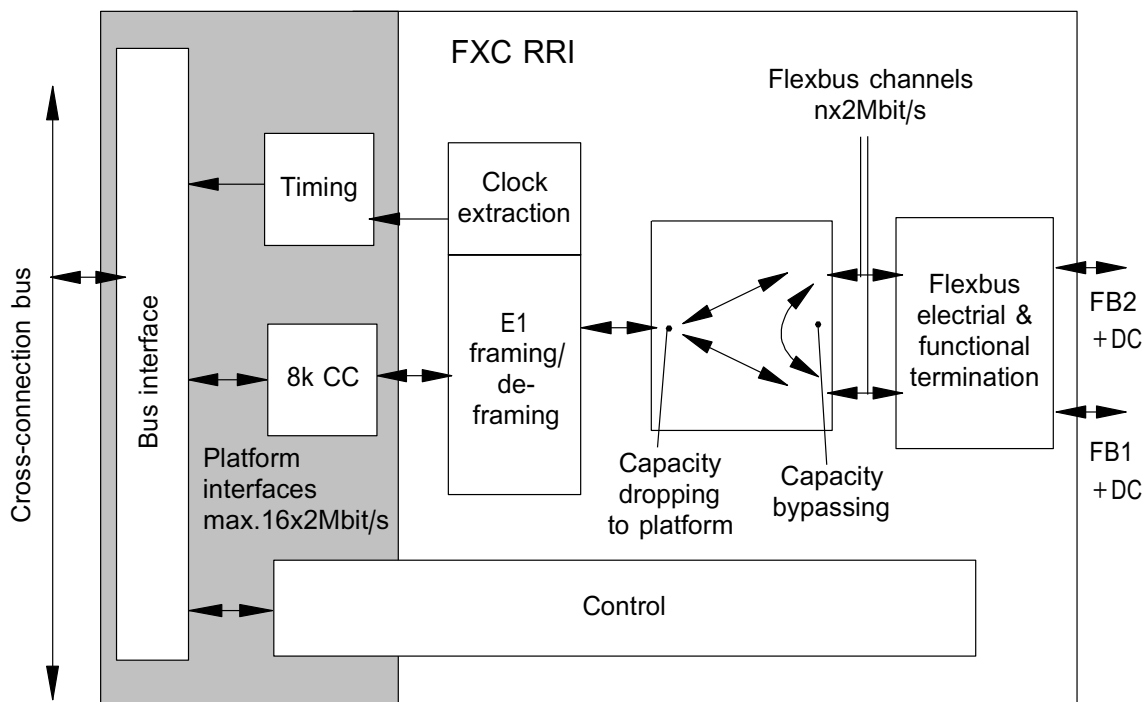 FXC RRI
Flexbus channels
nx2Mbit/s
Timing
Clock
extraction
Cross-connection bus
Bus interface
8k CC
E1
framing/
de-
framing
Flexbus
electrial &
functional
termination
FB2
+DC
FB1
+DC
Platform
interfaces
max.16x2Mbit/s
Capacity
dropping
to platform
Capacity
bypassing
Control